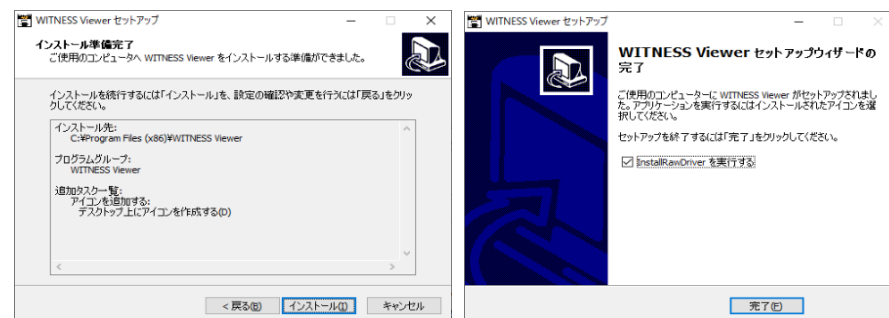 WITNESS Viewer セットアップ
インストール準備完了
ご使用のコンピュータへ WITNESS Viewer をインストールする準備ができました。
インストールを続行するには「インストール」を、設定の確認や変更を行うには「戻る」をクリッ
クしてください。
インストール先:
C:¥Program Files (x86)¥WITNESS Viewer
プログラムグループ:
WITNESS Viewer
追加タスク一覧:
アイコンを追加する:
デスクトップ上にアイコンを作成する(D)
< 戻る(B)
インストール(I)
キャンセル
WITNESS Viewer セットアップ
WITNESS Viewer セットアップウィザードの
完了
ご使用のコンピューターに WITNESS Viewer がセットアップされまし
た。アプリケーションを実行するにはインストールされたアイコンを選
択してください。
セットアップを終了するには「完了」をクリックしてください。
InstallRawDriver を実行する
完了(F)